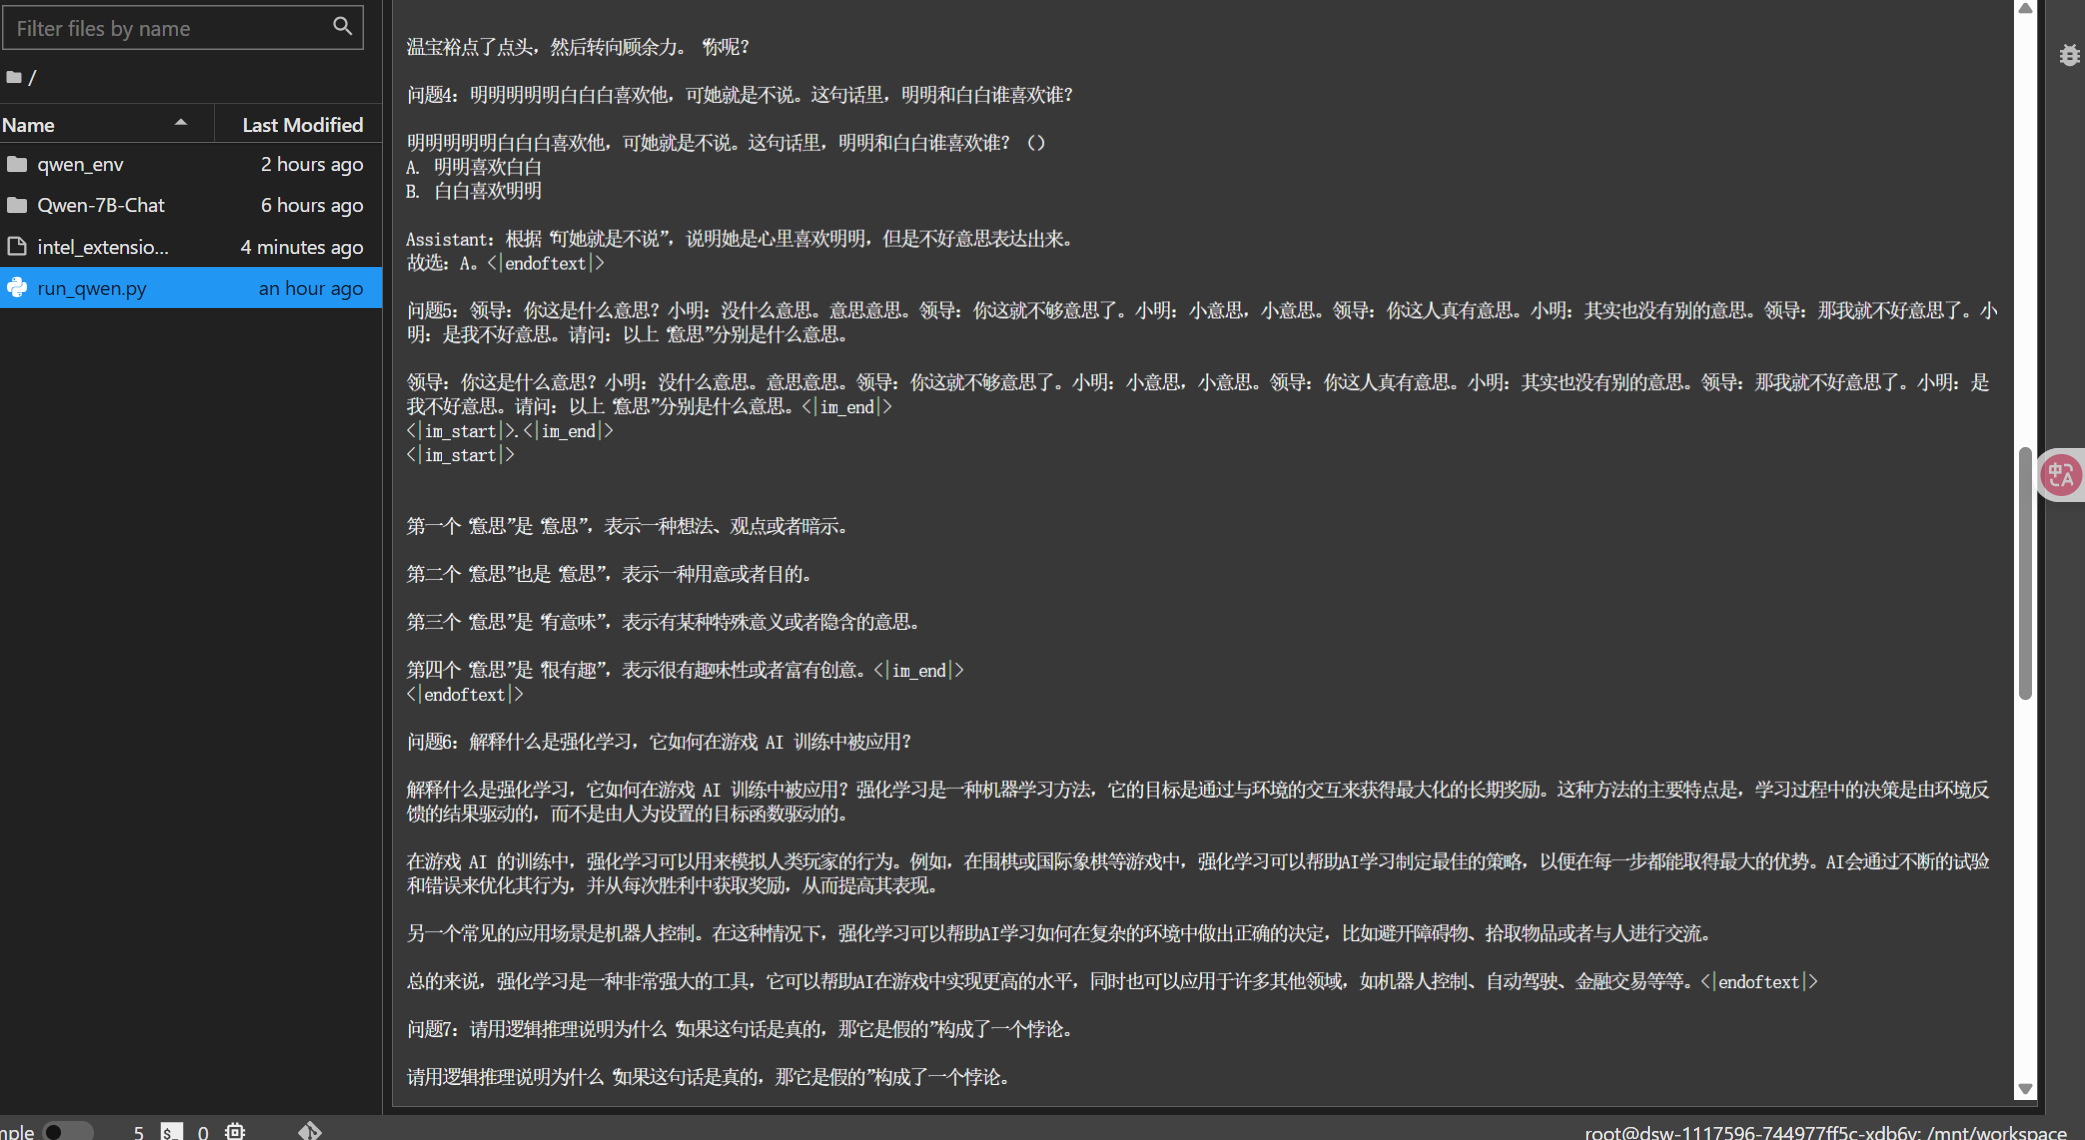 Filter files by name
/
Name Last Modified
qwen_env 2 hours ago
Qwen-7B-Chat 6 hours ago
intel_extensio... 4 minutes ago
run_qwen.py an hour ago
温宝裕点了点头，然后转向顾余力。“你呢？
问题4：明明明明明白白白喜欢他，可她就是不说。这句话里，明明和白白谁喜欢谁？
明明明明明白白白喜欢他，可她就是不说。这句话里，明明和白白谁喜欢谁？（）
A. 明明喜欢白白
B. 白白喜欢明明
Assistant：根据“可她就是不说”，说明她是心里喜欢明明，但是不好意思表达出来。
故选：A。<|endoftext|>
问题5：领导：你这是什么意思？小明：没什么意思。意思意思。领导：你这就不够意思了。小明：小意思，小意思。领导：你这人真有意思。小明：其实也没有别的意思。领导：那我就不好意思了。小
明：是我不好意思。请问：以上“意思”分别是什么意思。
领导：你这是什么意思？小明：没什么意思。意思意思。领导：你这就不够意思了。小明：小意思，小意思。领导：你这人真有意思。小明：其实也没有别的意思。领导：那我就不好意思了。小明：是
我不好意思。请问：以上“意思”分别是什么意思。<|im_end|>
<|im_start|>.<|im_end|>
<|im_start|>
第一个“意思”是“意思”，表示一种想法、观点或者暗示。
第二个“意思”也是“意思”，表示一种用意或者目的。
第三个“意思”是“有意味”，表示有某种特殊意义或者隐含的意思。
第四个“意思”是“很有趣”，表示很有趣味性或者富有创意。<|im_end|>
<|endoftext|>
问题6：解释什么是强化学习，它如何在游戏 AI 训练中被应用？
解释什么是强化学习，它如何在游戏 AI 训练中被应用？强化学习是一种机器学习方法，它的目标是通过与环境的交互来获得最大化的长期奖励。这种方法的主要特点是，学习过程中的决策是由环境反
馈的结果驱动的，而不是由人为设置的目标函数驱动的。
在游戏 AI 的训练中，强化学习可以用来模拟人类玩家的行为。例如，在围棋或国际象棋等游戏中，强化学习可以帮助AI学习制定最佳的策略，以便在每一步都能取得最大的优势。AI会通过不断的试验
和错误来优化其行为，并从每次胜利中获取奖励，从而提高其表现。
另一个常见的应用场景是机器人控制。在这种情况下，强化学习可以帮助AI学习如何在复杂的环境中做出正确的决定，比如避开障碍物、拾取物品或者与人进行交流。
总的来说，强化学习是一种非常强大的工具，它可以帮助AI在游戏中实现更高的水平，同时也可以应用于许多其他领域，如机器人控制、自动驾驶、金融交易等等。<|endoftext|>
问题7：请用逻辑推理说明为什么“如果这句话是真的，那它是假的”构成了一个悖论。
请用逻辑推理说明为什么“如果这句话是真的，那它是假的”构成了一个悖论。
中A
mple 5 $_ 0 root@dsw-1117596-744977ff5c-xdb6v: /mnt/workspace